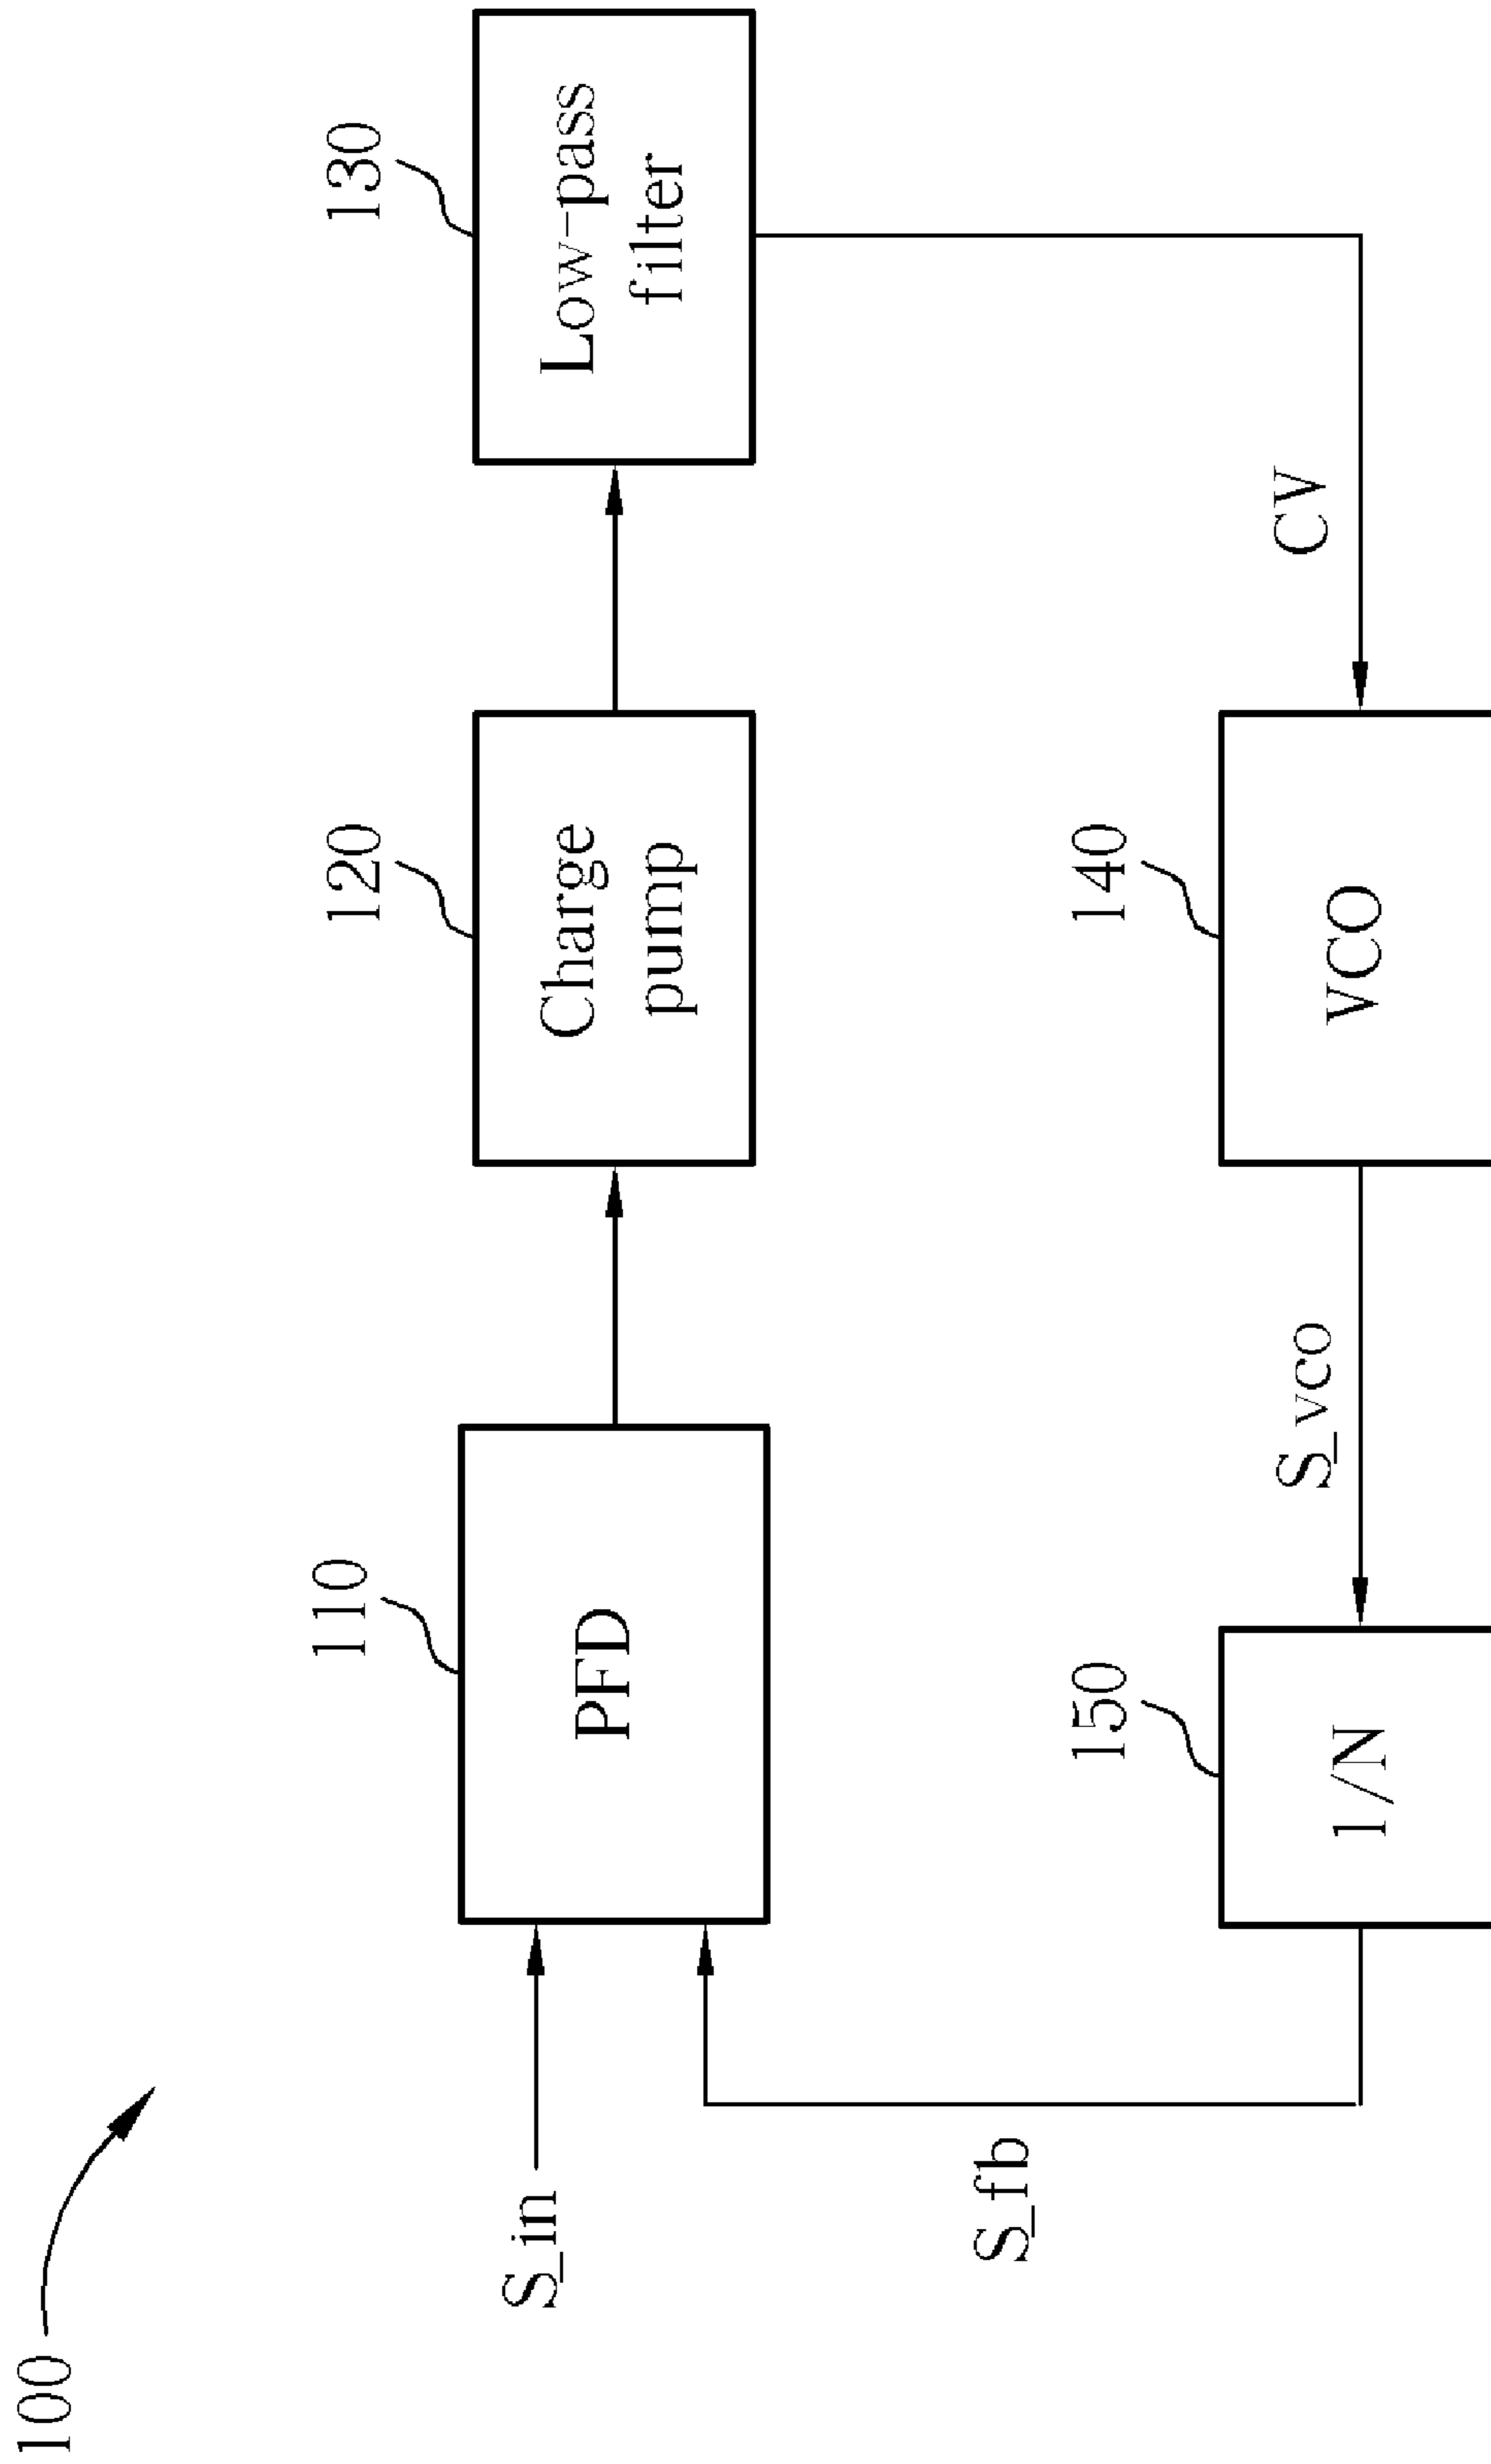 100
110
120
130
PFD
Charge
pump
Low-pass
filter
S_in
S_fb
150
140
S_vco
CV
1/N
VCO